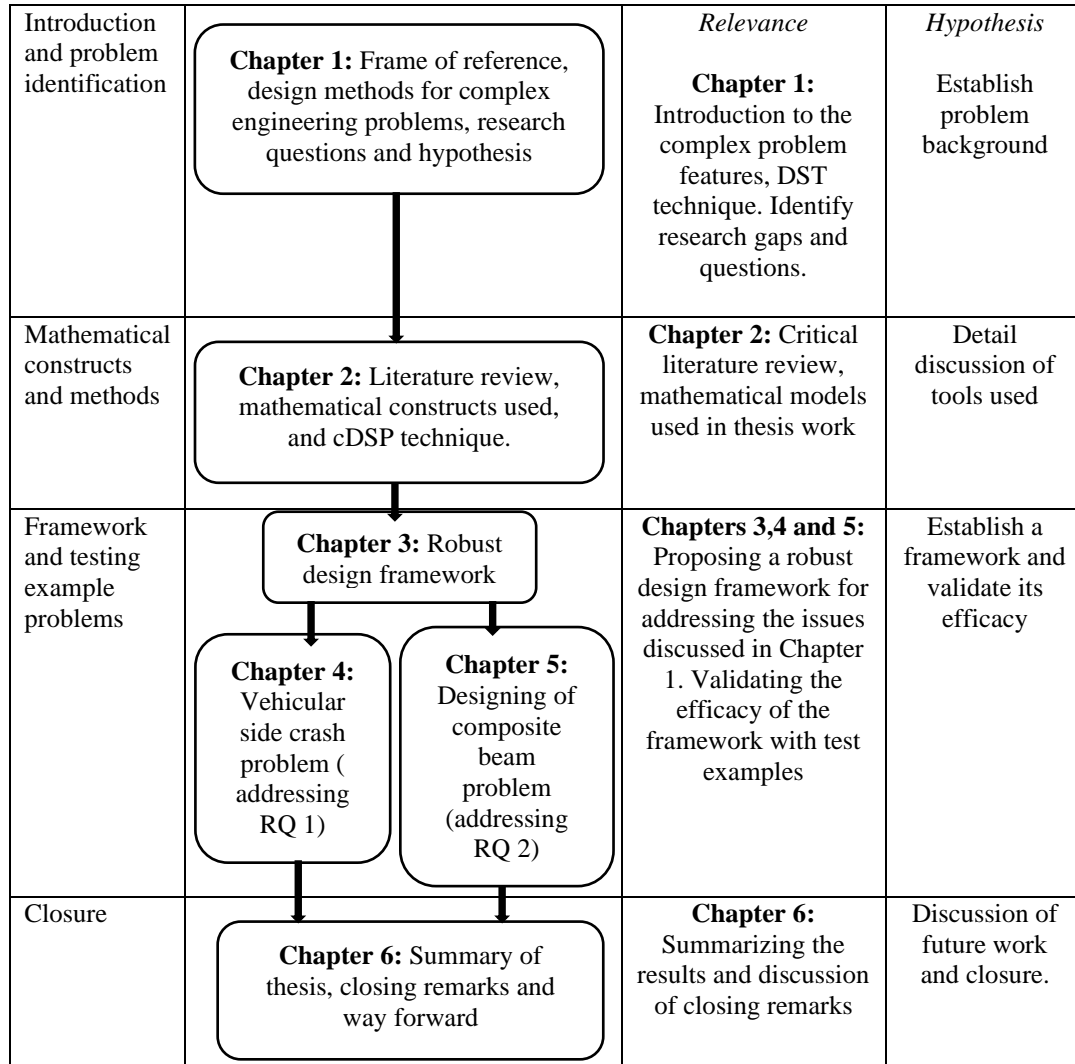 Introduction
and problem
identification
Chapter 1: Frame of reference,
design methods for complex
engineering problems, research
questions and hypothesis
Relevance
Chapter 1:
Introduction to the
complex problem
features, DST
technique. Identify
research gaps and
questions.
Hypothesis
Establish
problem
background
Mathematical
constructs
and methods
Chapter 2: Literature review,
mathematical constructs used,
and cDSP technique.
Chapter 2: Critical
literature review,
mathematical models
used in thesis work
Detail
discussion of
tools used
Framework
and testing
example
problems
Chapter 3: Robust
design framework
Chapter 4:
Vehicular
side crash
problem (
addressing
RQ 1)
Chapter 5:
Designing of
composite
beam
problem
(addressing
RQ 2)
Chapters 3,4 and 5:
Proposing a robust
design framework for
addressing the issues
discussed in Chapter
1. Validating the
efficacy of the
framework with test
examples
Establish a
framework and
validate its
efficacy
Closure
Chapter 6: Summary of
thesis, closing remarks and
way forward
Chapter 6:
Summarizing the
results and discussion
of closing remarks
Discussion of
future work
and closure.